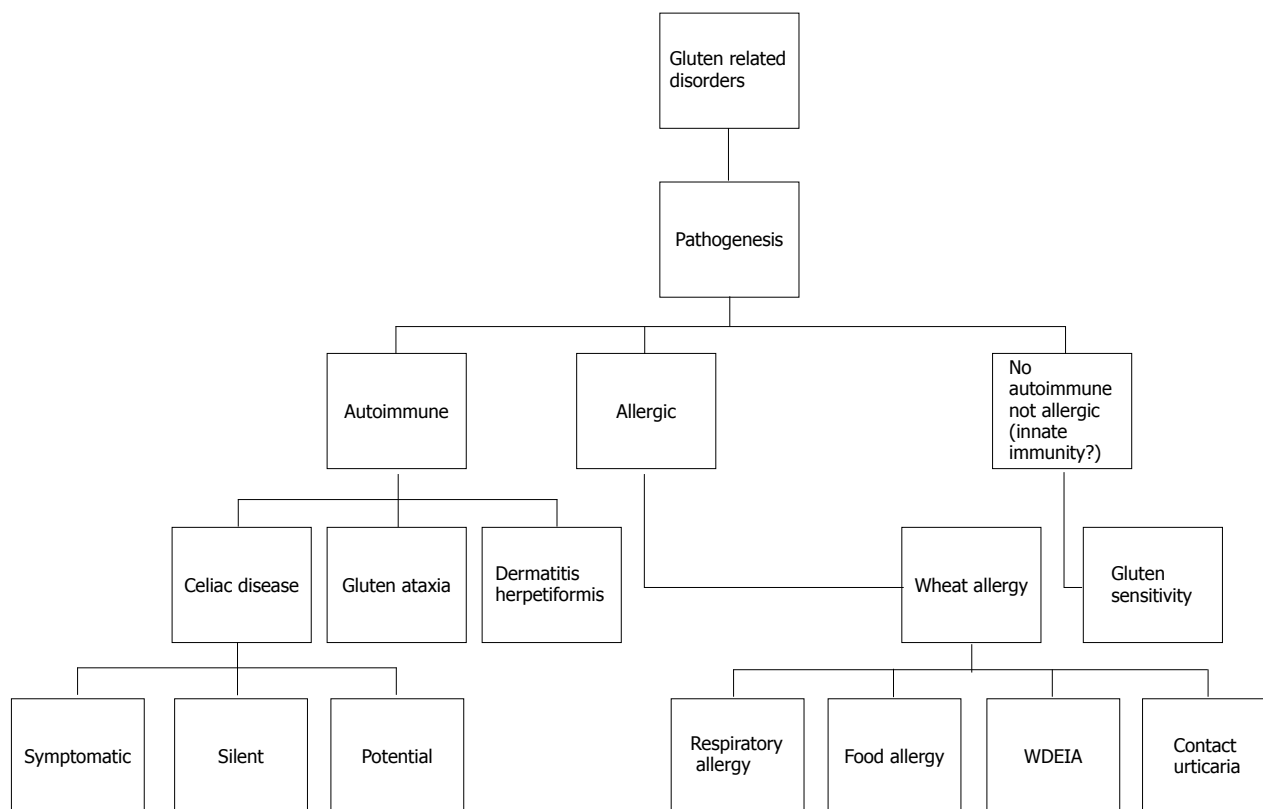 Gluten related
disorders
Pathogenesis
Autoimmune
Allergic
No
autoimmune
not allergic
(innate
immunity?)
Celiac disease
Gluten ataxia
Dermatitis
herpetiformis
Wheat allergy
Gluten
sensitivity
Symptomatic
Silent
Potential
Respiratory
allergy
Food allergy
WDEIA
Contact
urticaria